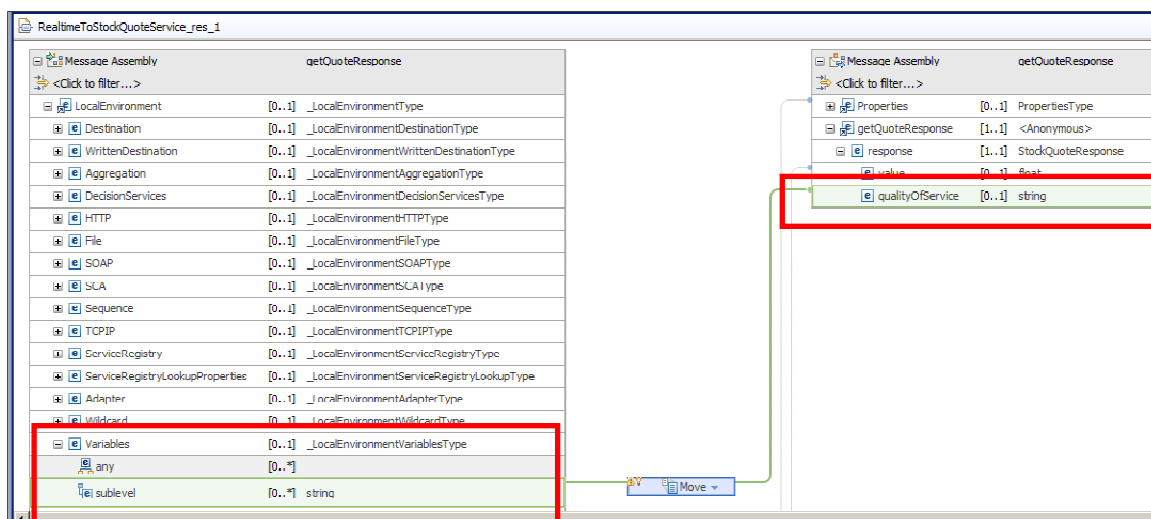 RealtimeToStockQuoteService_res_1
Message Assembly getQuoteResponse
<Click to filter...>
LocalEnvironment [0..1] _LocalEnvironmentType
Destination [0..1] _LocalEnvironmentDestinationType
WrittenDestination [0..1] _LocalEnvironmentWrittenDestinationType
Aggregation [0..1] _LocalEnvironmentAggregationType
DecisionServices [0..1] _LocalEnvironmentDecisionServicesType
HTTP [0..1] _LocalEnvironmentHTTPType
File [0..1] _LocalEnvironmentFileType
SOAP [0..1] _LocalEnvironmentSOAPType
SCA [0..1] _LocalEnvironmentSCAType
Sequence [0..1] _LocalEnvironmentSequenceType
TCPIP [0..1] _LocalEnvironmentTCPIPType
ServiceRegistry [0..1] _LocalEnvironmentServiceRegistryType
ServiceRegistryLookupProperties [0..1] _LocalEnvironmentServiceRegistryLookupType
Adapter [0..1] _LocalEnvironmentAdapterType
Wildcard [0..1] _LocalEnvironmentWildcardType
Variables [0..1] _LocalEnvironmentVariablesType
any [0..*]
sublevel [0..*] string
Move
Message Assembly getQuoteResponse
<Click to filter...>
Properties [0..1] PropertiesType
getQuoteResponse [1..1] <Anonymous>
response [1..1] StockQuoteResponse
value [0..1] float
qualityOfService [0..1] string